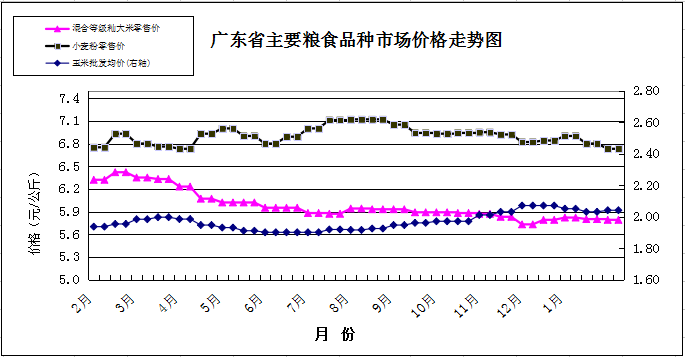 混合等级籼大米零售价
小麦粉零售价
玉米批发均价(右轴)
广东省主要粮食品种市场价格走势图
7.4
7.1
6.8
6.5
6.2
5.9
5.6
5.3
5.0
2.80
2.60
2.40
2.20
2.00
1.80
1.60
价格（元/公斤）
2月
3月
4月
5月
6月
7月
8月
9月
10月
11月
12月
1月
月 份